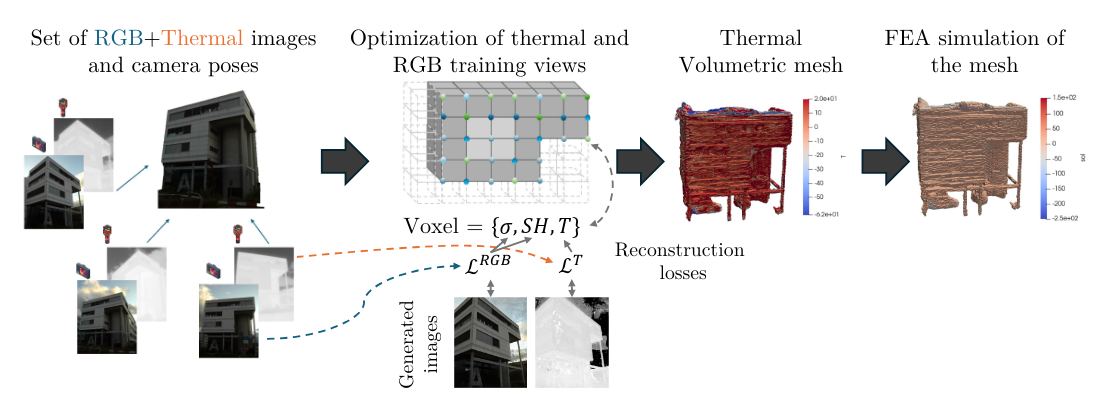 Set of RGB+Thermal images
and camera poses
Optimization of thermal and
RGB training views
Thermal
Volumetric mesh
FEA simulation of
the mesh
2.0e+01
10
0
-10
-20
-30
-40
-50
-6.2e+01
T
1.5e+02
100
50
0
-50
-100
-150
-200
-2.5e+02
sol
A
Voxel = {σ, SH, T}
Reconstruction
losses
ℒ^RGB
ℒ^T
Generated
images